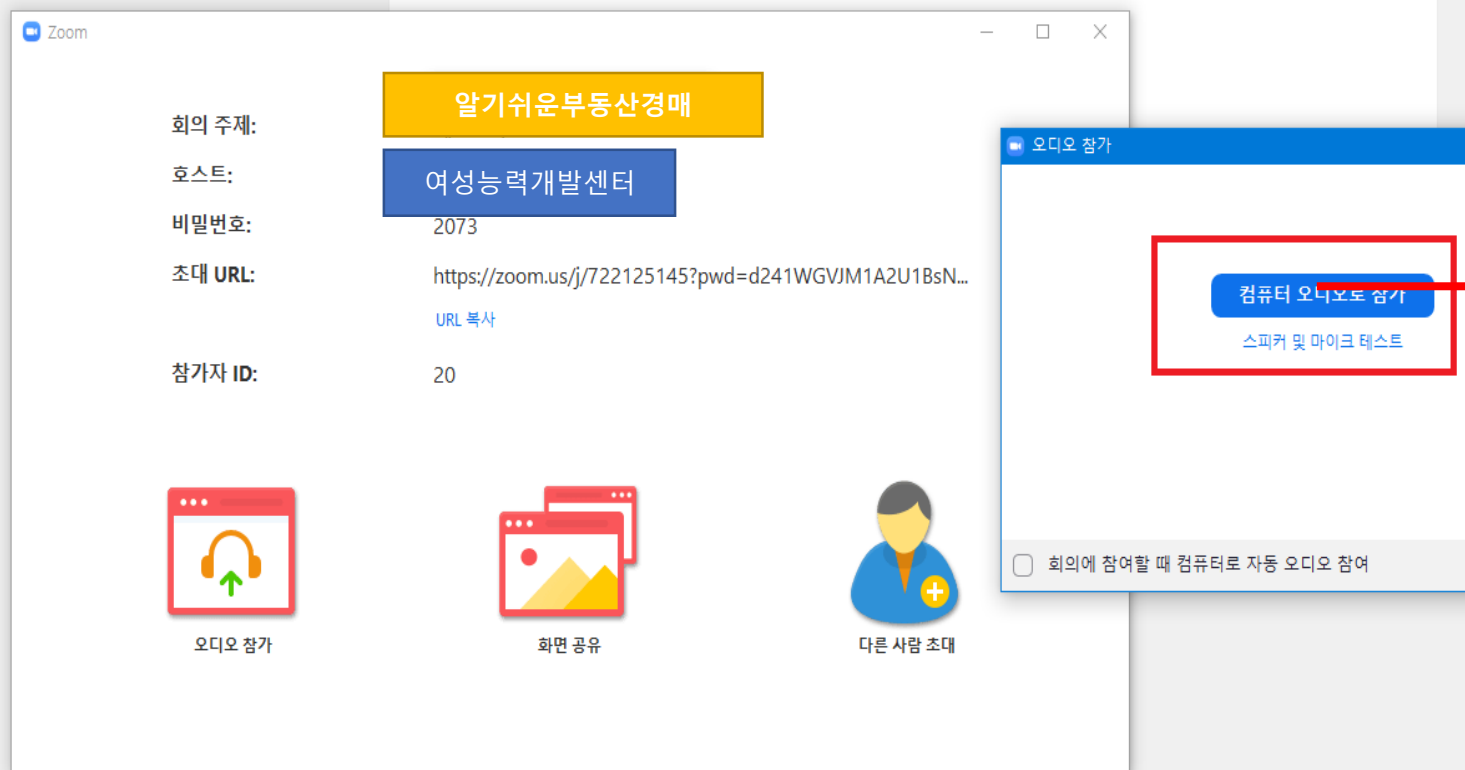 Zoom
회의 주제:
알기쉬운부동산경매
호스트:
여성능력개발센터
비밀번호:
2073
초대 URL:
https://zoom.us/j/722125145?pwd=d241WGVJM1A2U1BsN...
URL 복사
참가자 ID:
20
오디오 참가
화면 공유
다른 사람 초대
오디오 참가
컴퓨터 오디오로 참가
스피커 및 마이크 테스트
회의에 참여할 때 컴퓨터로 자동 오디오 참여